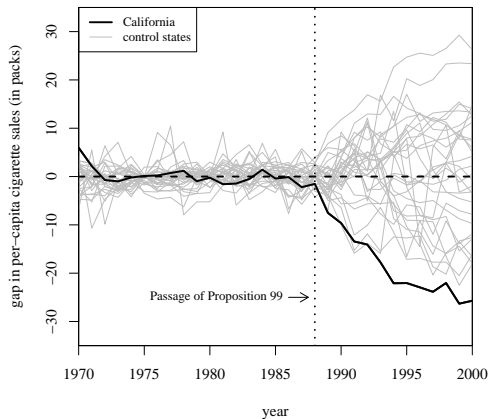 California
control states
gap in per−capita cigarette sales (in packs)
30
20
10
0
−10
−20
−30
Passage of Proposition 99
1970
1975
1980
1985
1990
1995
2000
year